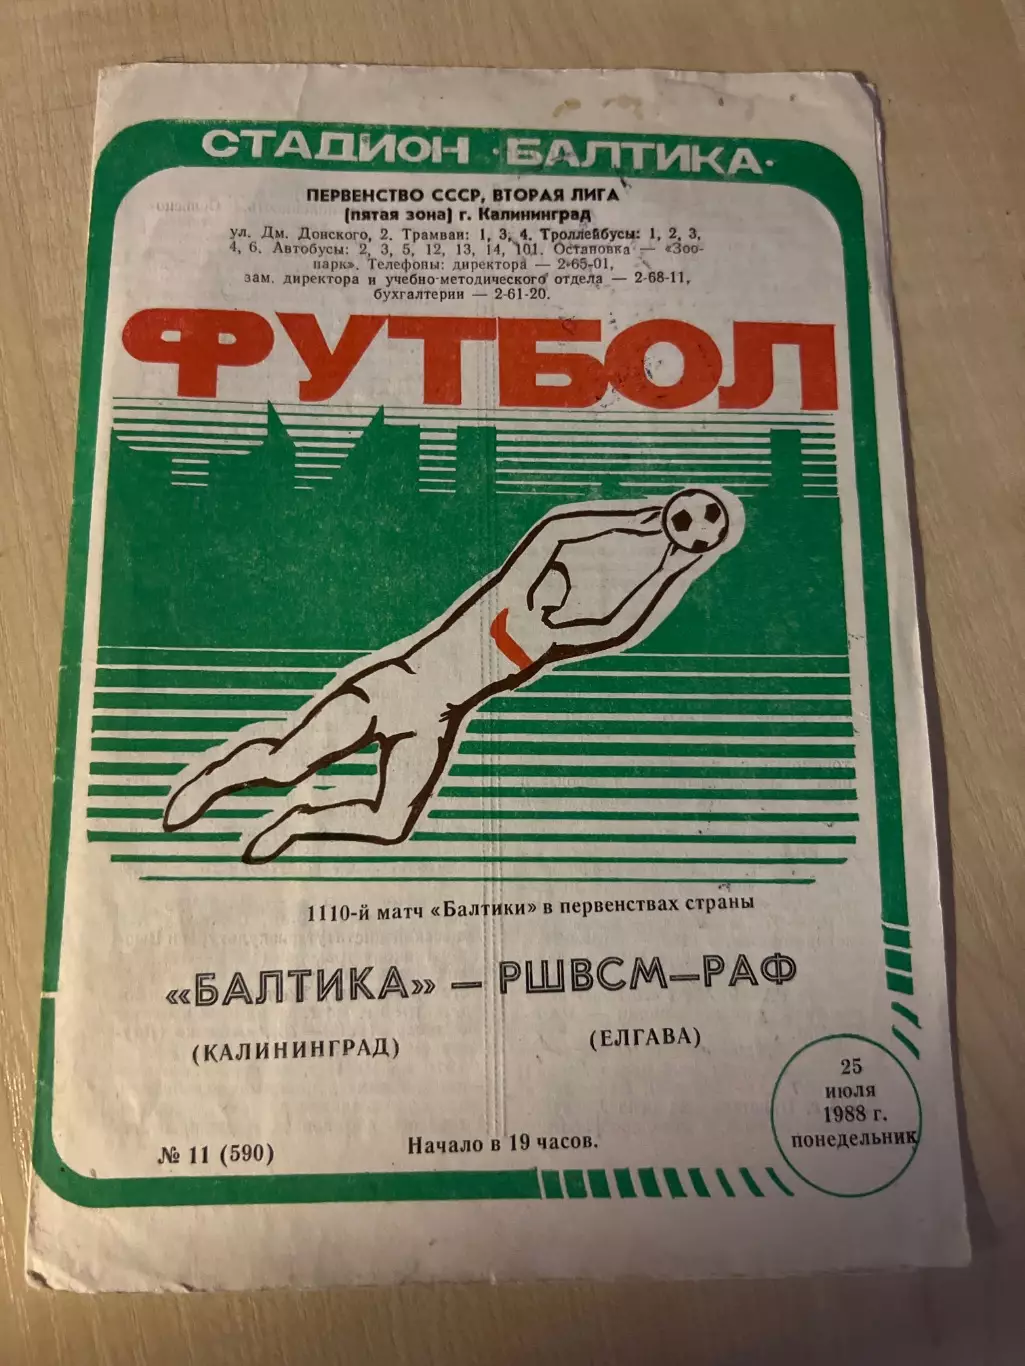 СТАДИОН «БАЛТИКА»
ПЕРВЕНСТВО СССР, ВТОРАЯ ЛИГА
(пятая зона) г. Калининград
ул. Дм. Донского, 2. Трамваи: 1, 3, 4. Троллейбусы: 1, 2, 3,
4, 6. Автобусы: 2, 3, 5, 12, 13, 14, 101. Остановка — «Зоо-
парк». Телефоны: директора — 2-65-01,
зам. директора и учебно-методического отдела — 2-68-11,
бухгалтерии — 2-61-20.
ФУТБОЛ
1110-й матч «Балтики» в первенствах страны
«БАЛТИКА» — РШВСМ—РАФ
(КАЛИНИНГРАД) (ЕЛГАВА)
25
июля
1988 г.
понедельник
№ 11 (590) Начало в 19 часов.